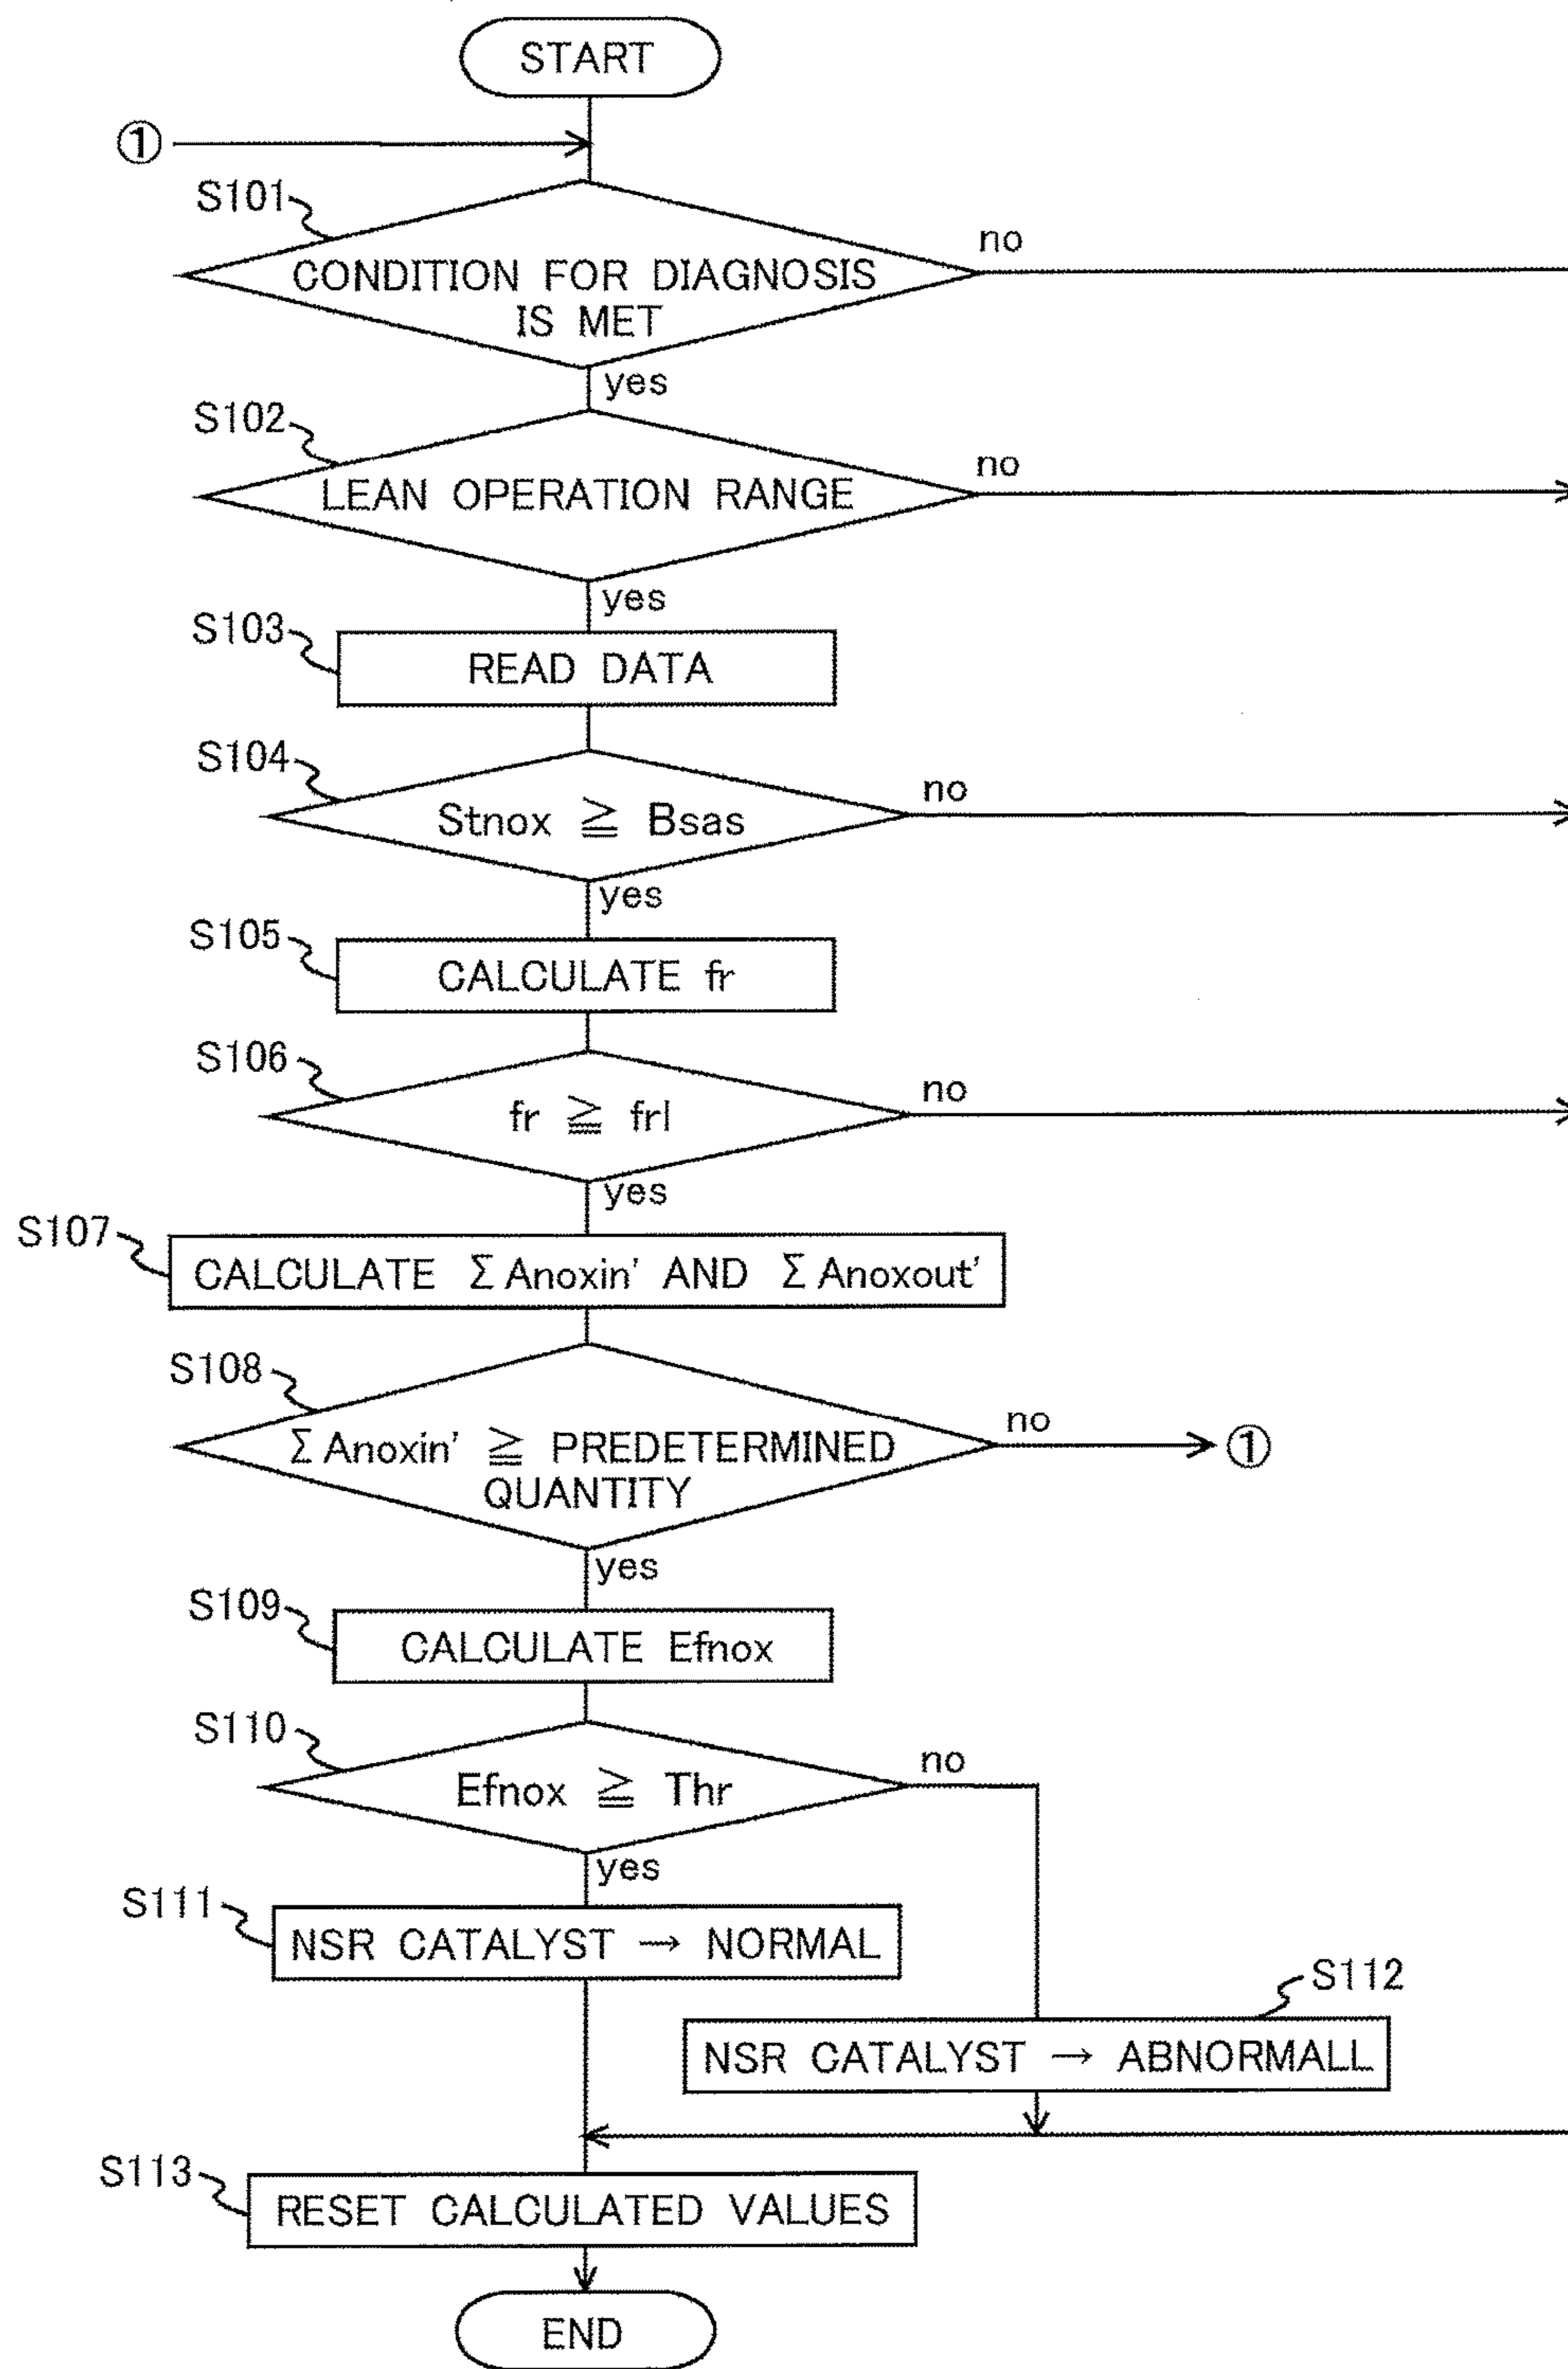 START
①
S101
no
CONDITION FOR DIAGNOSIS
IS MET
yes
S102
no
LEAN OPERATION RANGE
yes
S103
READ DATA
S104
no
Stnox ≧ Bsas
yes
S105
CALCULATE fr
S106
no
fr ≧ frl
yes
S107
CALCULATE Σ Anoxin' AND Σ Anoxout'
S108
no
①
Σ Anoxin' ≧ PREDETERMINED
QUANTITY
yes
S109
CALCULATE Efnox
S110
no
Efnox ≧ Thr
yes
S111
NSR CATALYST → NORMAL
S112
NSR CATALYST → ABNORMALL
S113
RESET CALCULATED VALUES
END